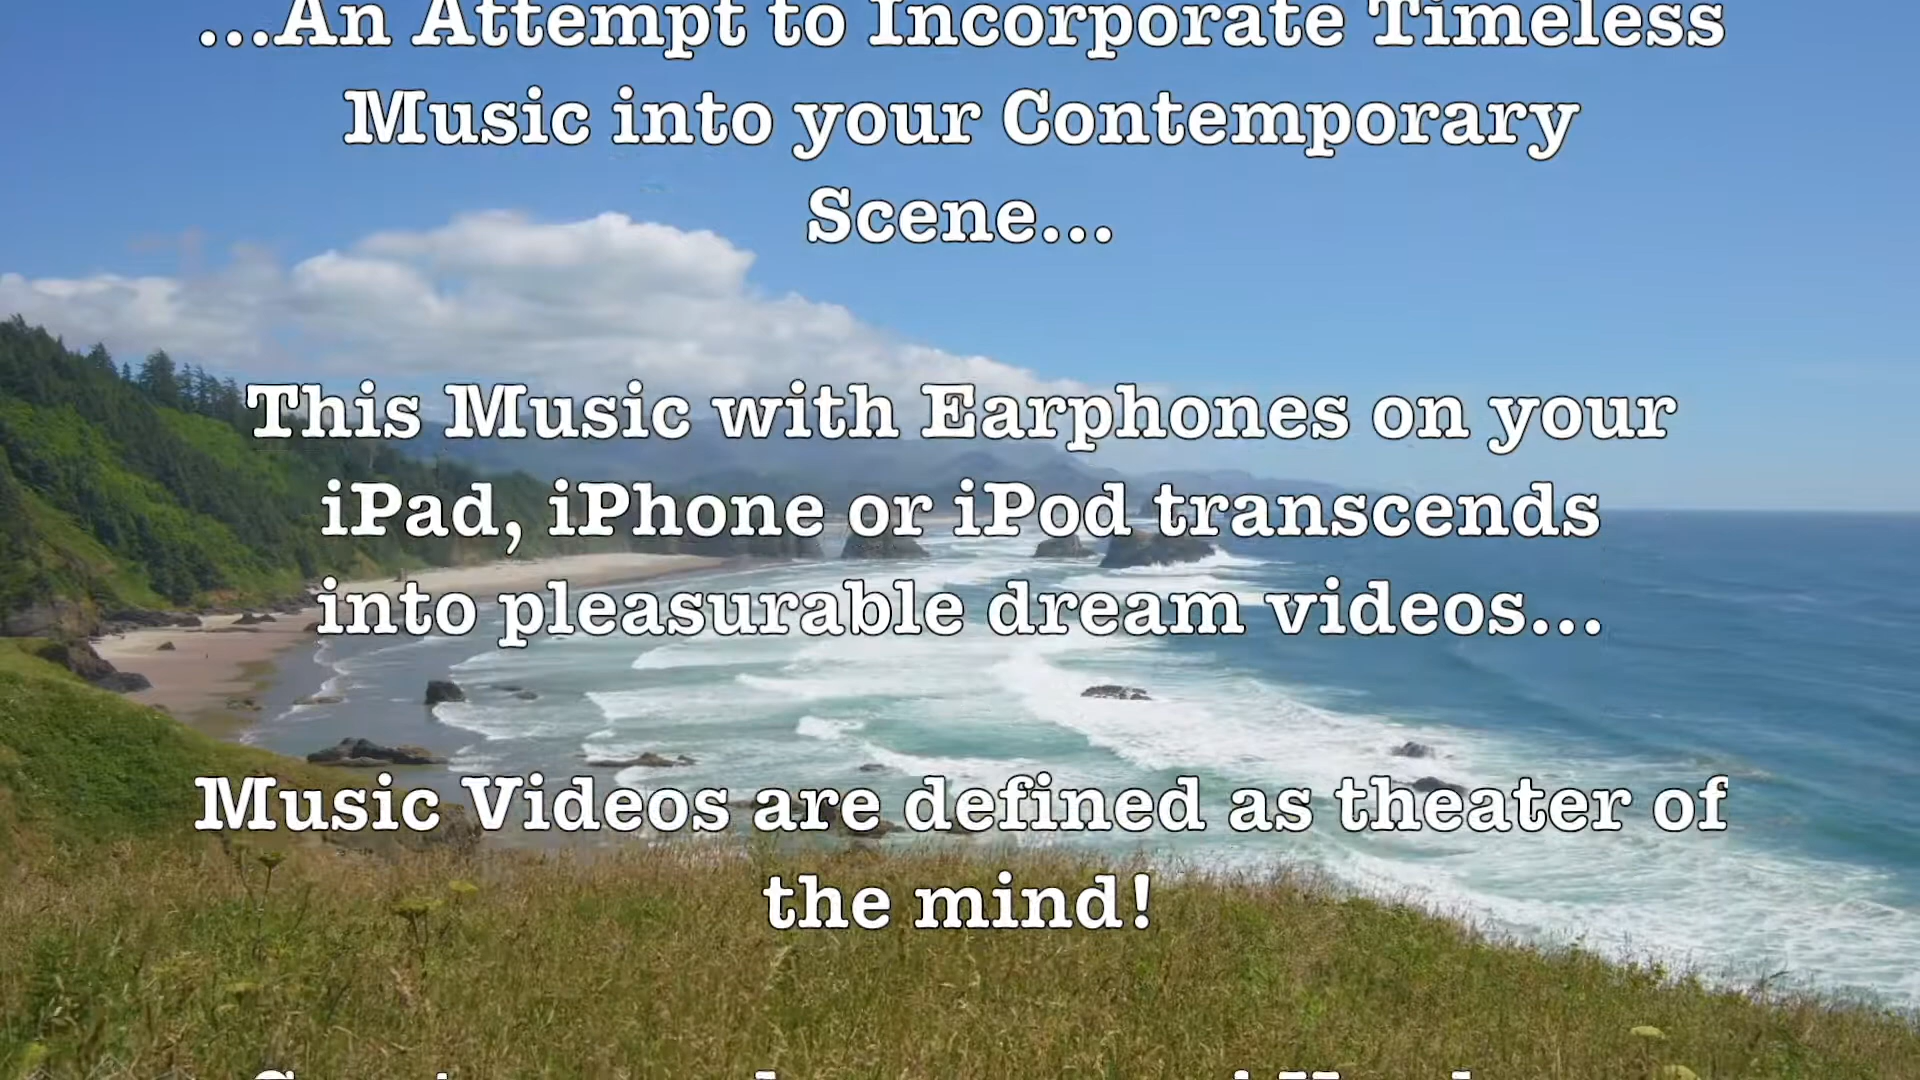 ...An Attempt to Incorporate Timeless
Music into your Contemporary
Scene...
This Music with Earphones on your
iPad, iPhone or iPod transcends
into pleasurable dream videos...
Music Videos are defined as theater of
the mind!